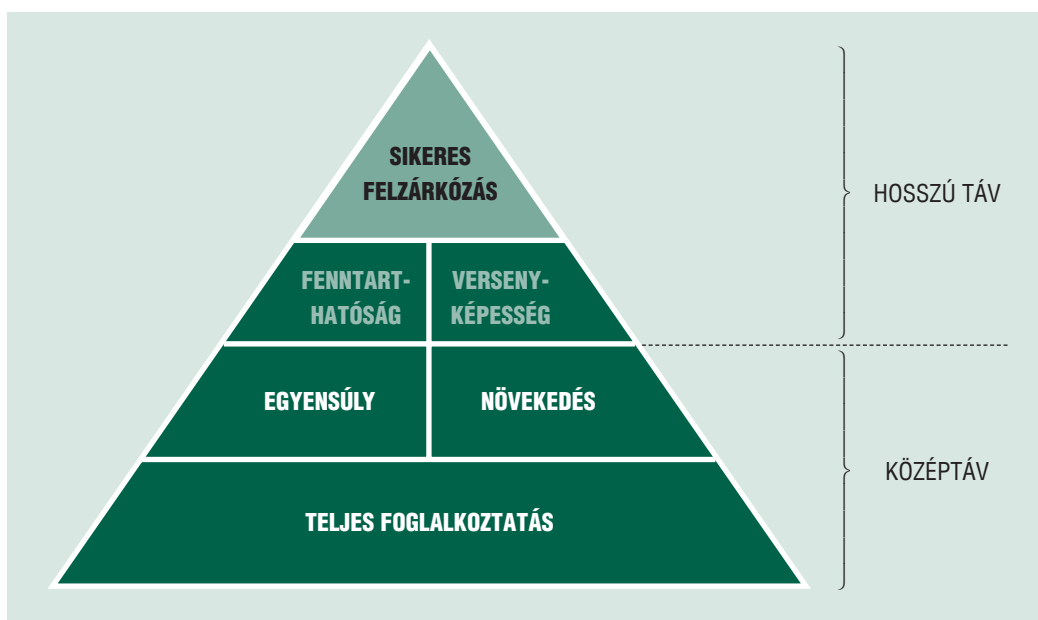 SIKERES
FELZÁRKÓZÁS
HOSSZÚ TÁV
FENNTART-
HATÓSÁG
VERSENY-
KÉPESSÉG
EGYENSÚLY
NÖVEKEDÉS
KÖZÉPTÁV
TELJES FOGLALKOZTATÁS